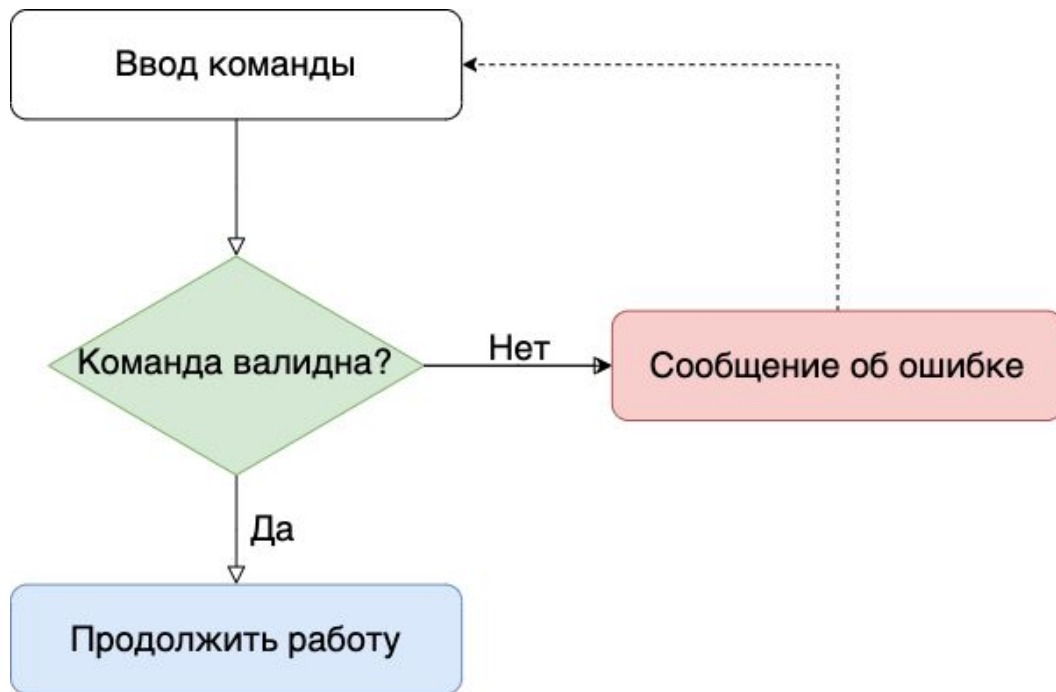 Ввод команды
Команда валидна?
Нет
Сообщение об ошибке
Да
Продолжить работу